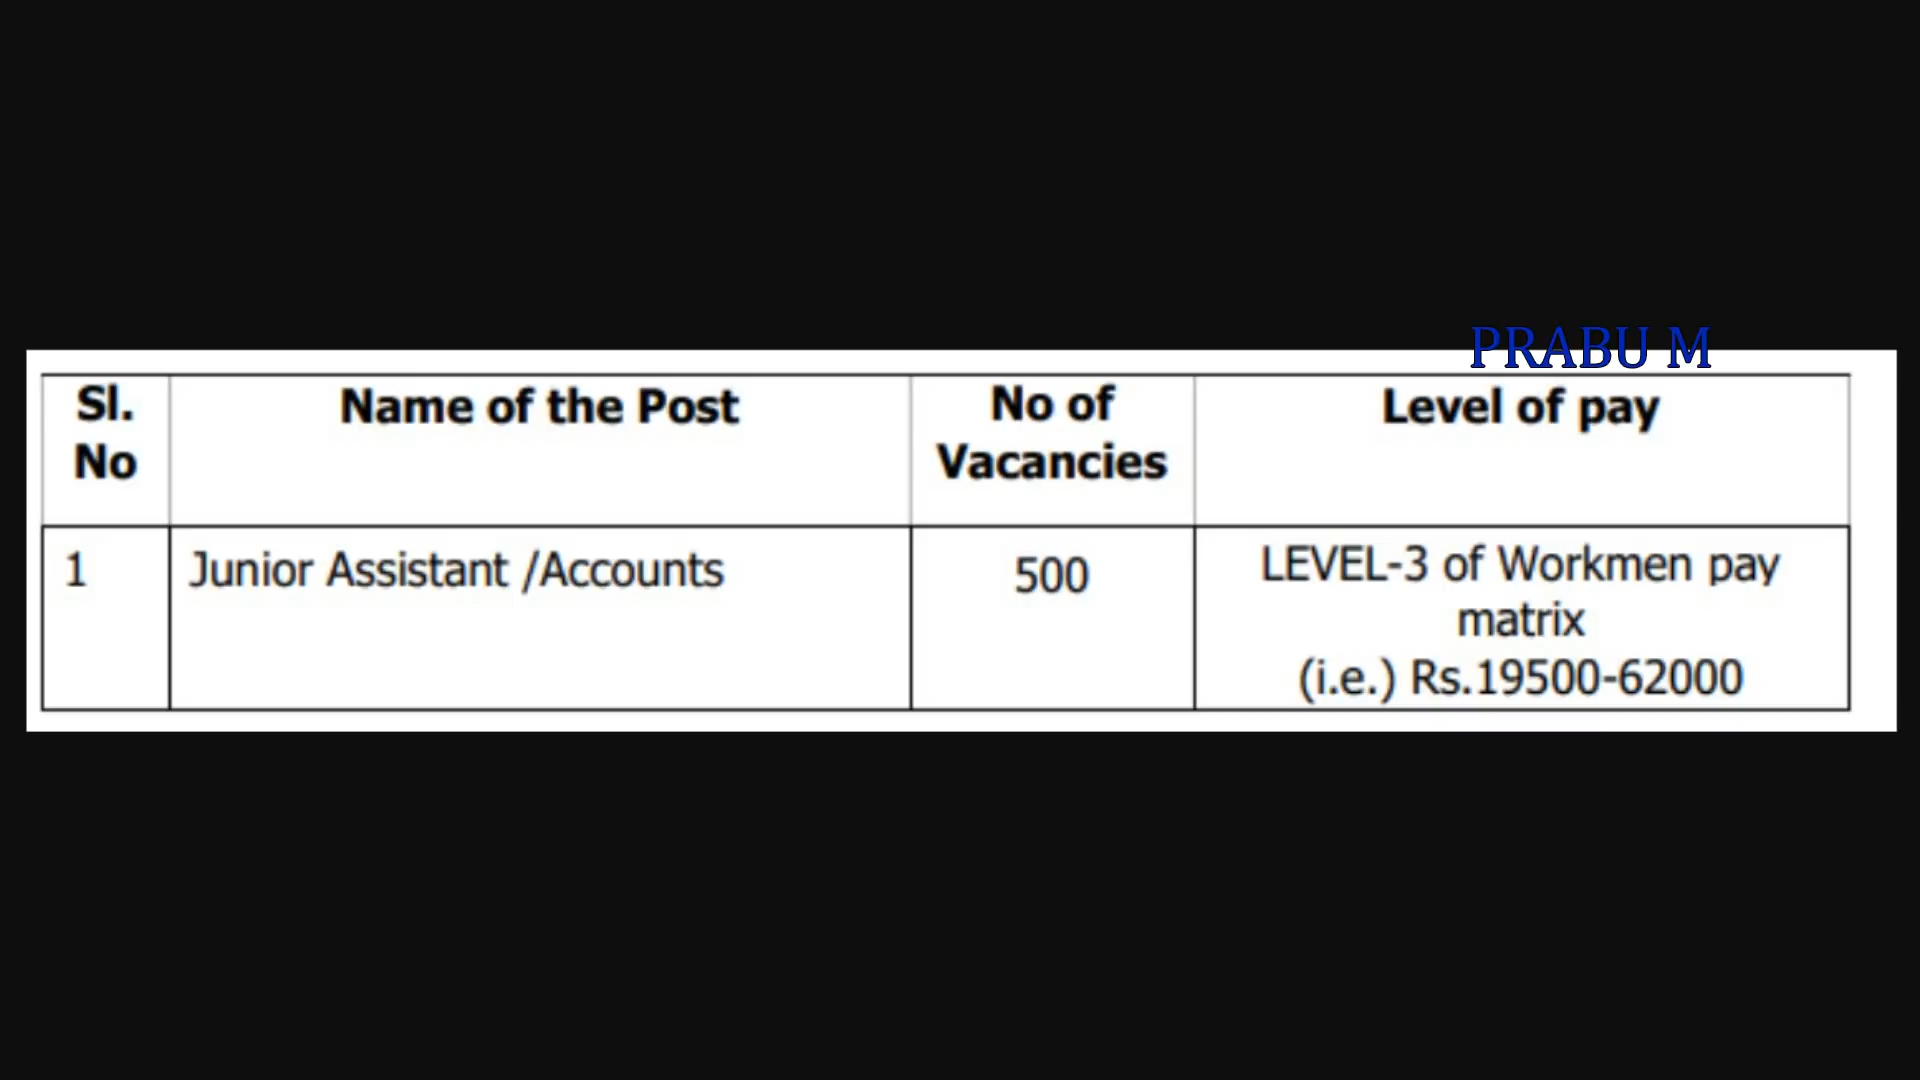 PRABU M
Sl.
No
Name of the Post
No of
Vacancies
Level of pay
1
Junior Assistant /Accounts
500
LEVEL-3 of Workmen pay
matrix
(i.e.) Rs.19500-62000